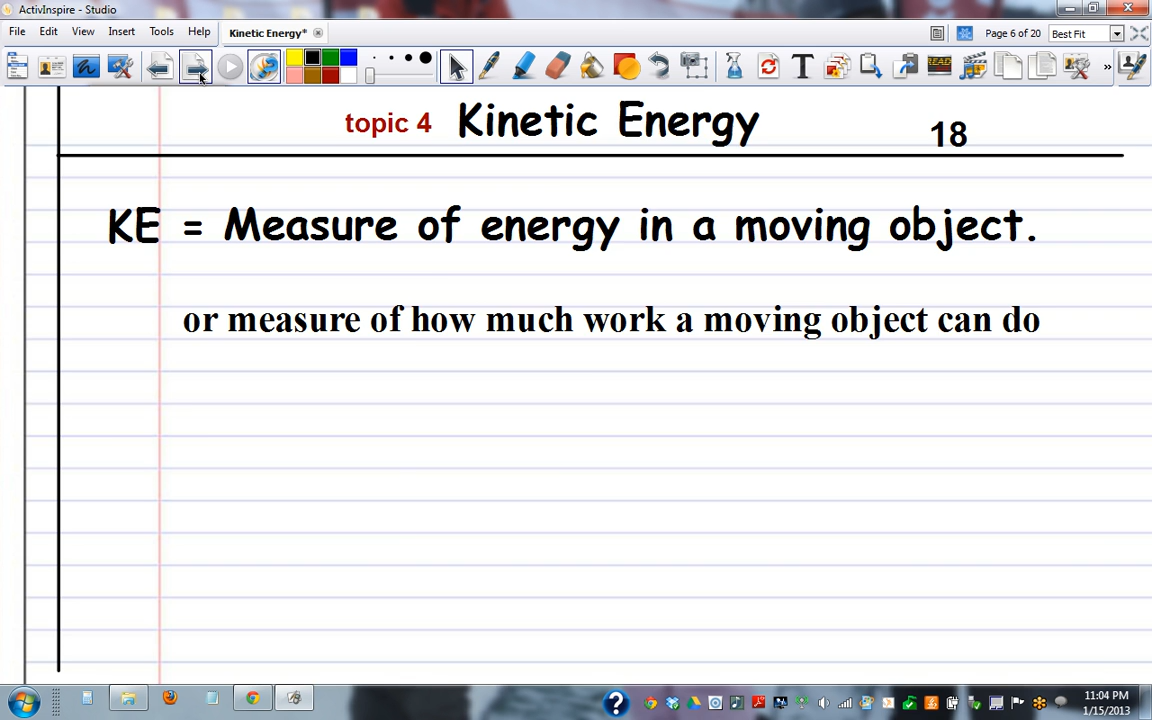 ActivInspire - Studio
File Edit View Insert Tools Help Kinetic Energy* Page 6 of 20 Best Fit
topic 4 Kinetic Energy 18
KE = Measure of energy in a moving object.
or measure of how much work a moving object can do
11:04 PM
1/15/2013